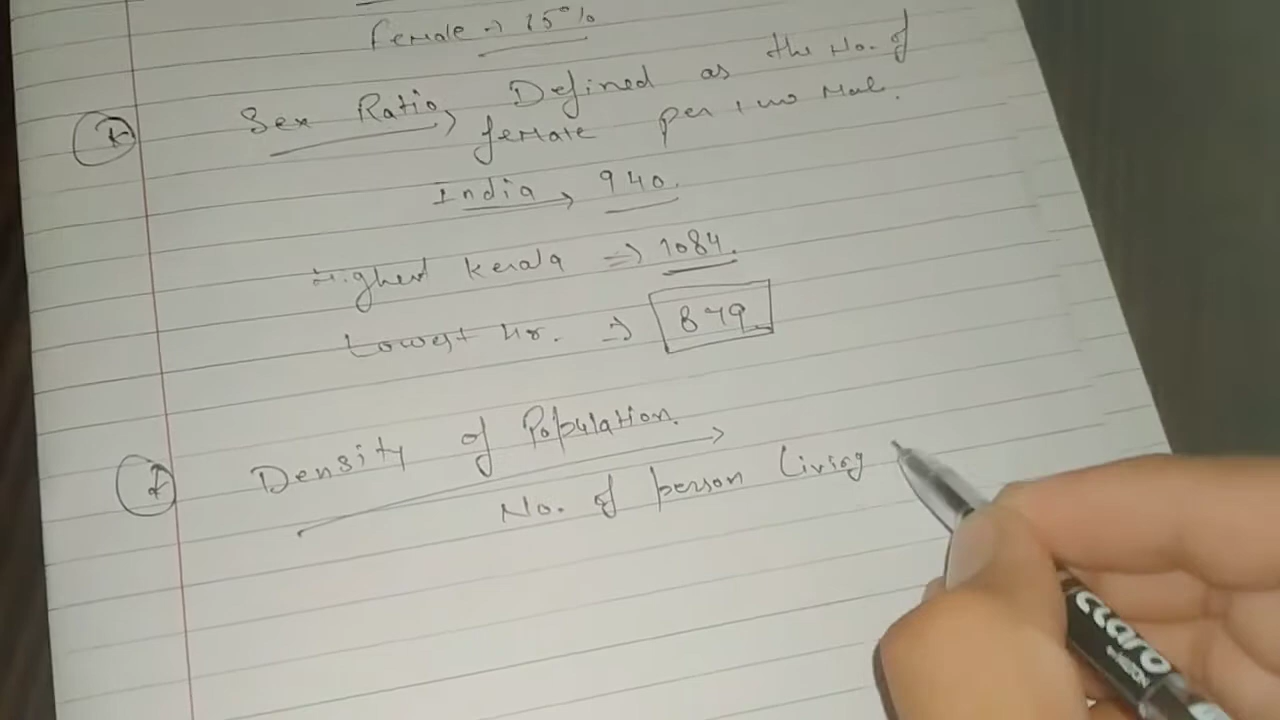 female → 15%
K
Sex Ratio, Defined as the No. of
female per 1000 Male.
India → 940.
Highest Kerala ⇒ 1084.
Lowest Hr. ⇒ 879
Density of Population. →
No. of person Living
CLARO